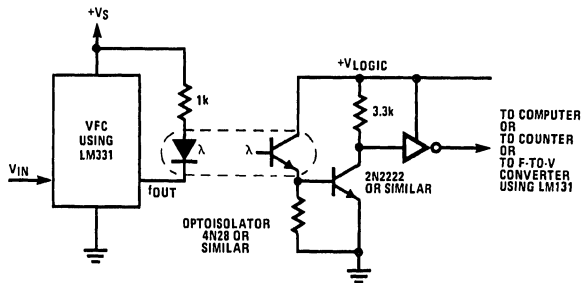 +VS
1k
VFC
USING
LM331
λ
VIN
fOUT
λ
OPTOISOLATOR
4N28 OR
SIMILAR
+VLOGIC
3.3k
2N2222
OR SIMILAR
TO COMPUTER
OR
TO COUNTER
OR
TO F-TO-V
CONVERTER
USING LM131